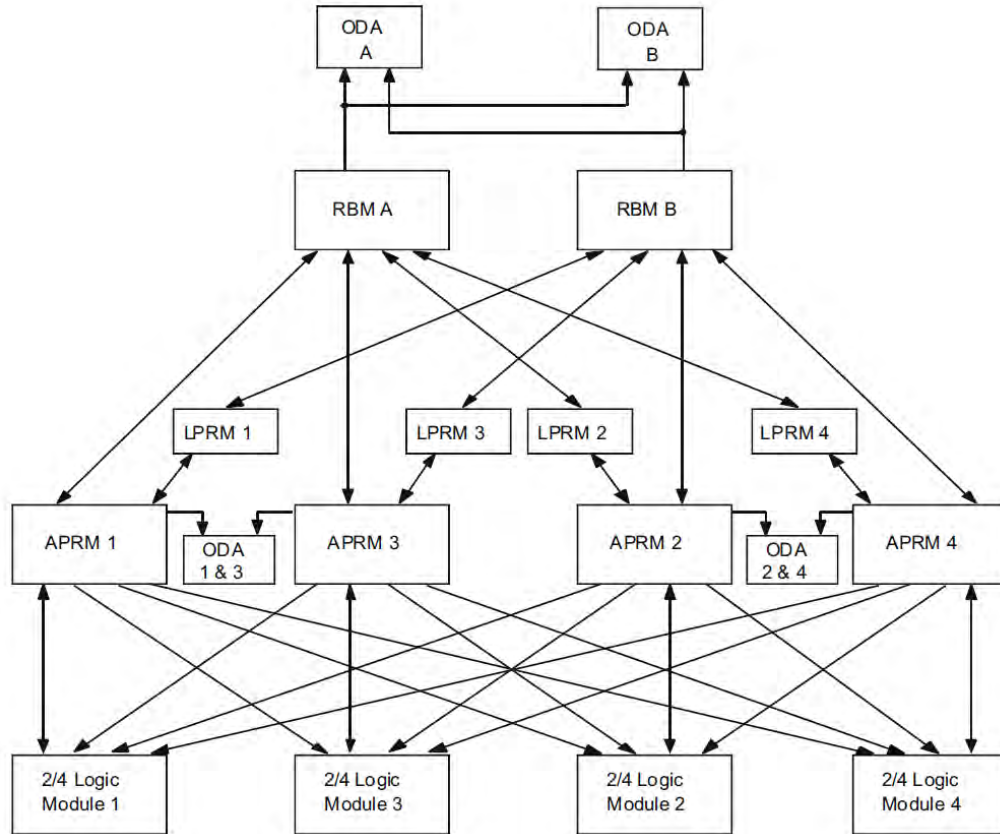 ODA
A
ODA
B
RBM A
RBM B
LPRM 1
LPRM 3
LPRM 2
LPRM 4
APRM 1
ODA
1 & 3
APRM 3
APRM 2
ODA
2 & 4
APRM 4
2/4 Logic
Module 1
2/4 Logic
Module 3
2/4 Logic
Module 2
2/4 Logic
Module 4